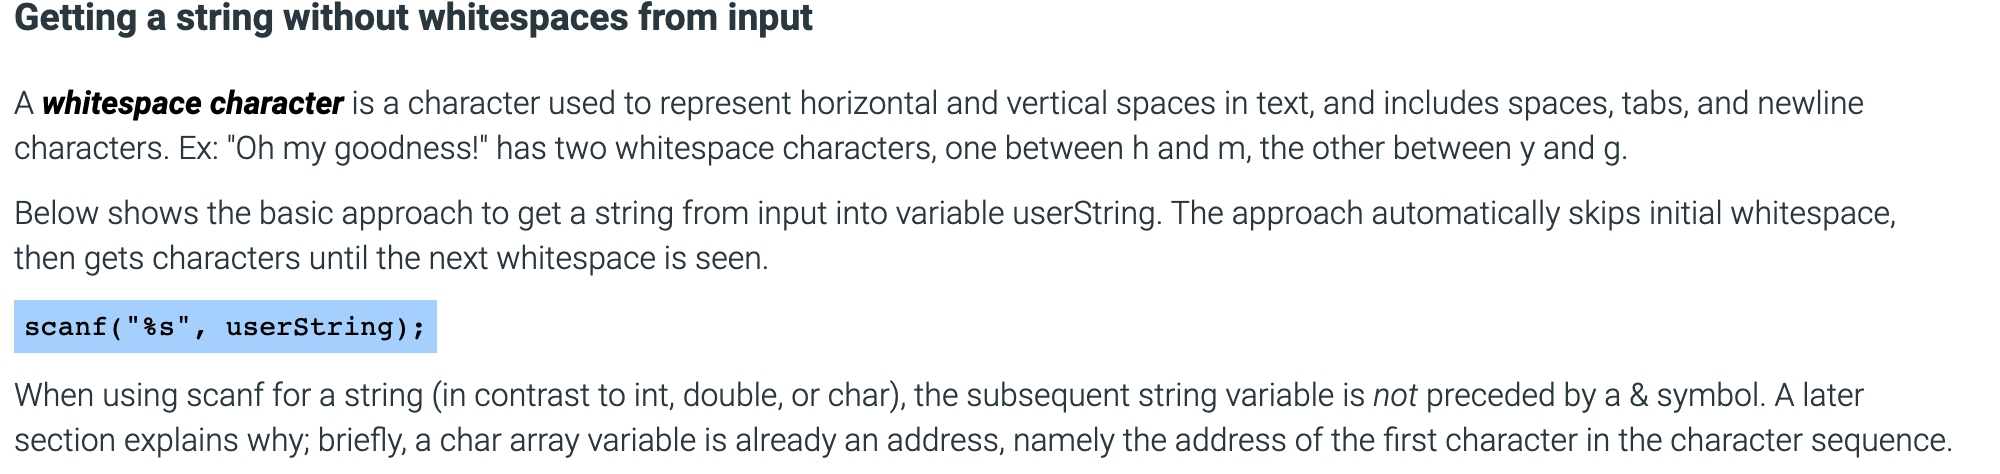 Getting a string without whitespaces from input
A whitespace character is a character used to represent horizontal and vertical spaces in text, and includes spaces, tabs, and newline
characters. Ex: "Oh my goodness!" has two whitespace characters, one between h and m, the other between y and g.
Below shows the basic approach to get a string from input into variable userString. The approach automatically skips initial whitespace,
then gets characters until the next whitespace is seen.
scanf("%s", userString);
When using scanf for a string (in contrast to int, double, or char), the subsequent string variable is not preceded by a & symbol. A later
section explains why; briefly, a char array variable is already an address, namely the address of the first character in the character sequence.